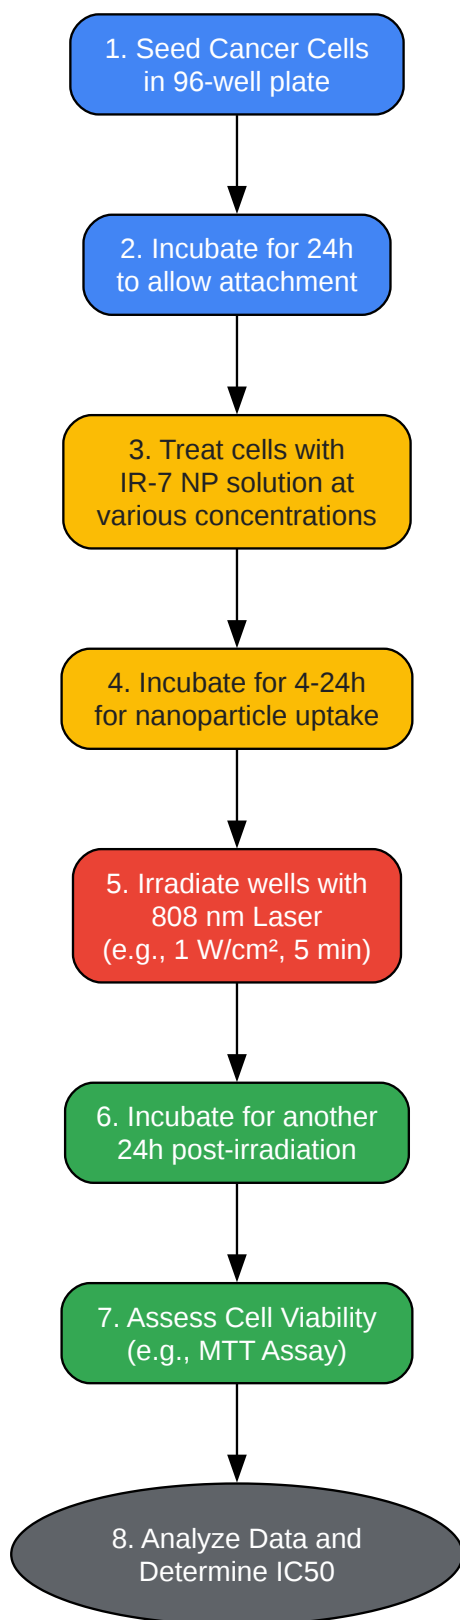 1. Seed Cancer Cells
in 96-well plate
2. Incubate for 24h
to allow attachment
3. Treat cells with
IR-7 NP solution at
various concentrations
4. Incubate for 4-24h
for nanoparticle uptake
5. Irradiate wells with
808 nm Laser
(e.g., 1 W/cm², 5 min)
6. Incubate for another
24h post-irradiation
7. Assess Cell Viability
(e.g., MTT Assay)
8. Analyze Data and
Determine IC50